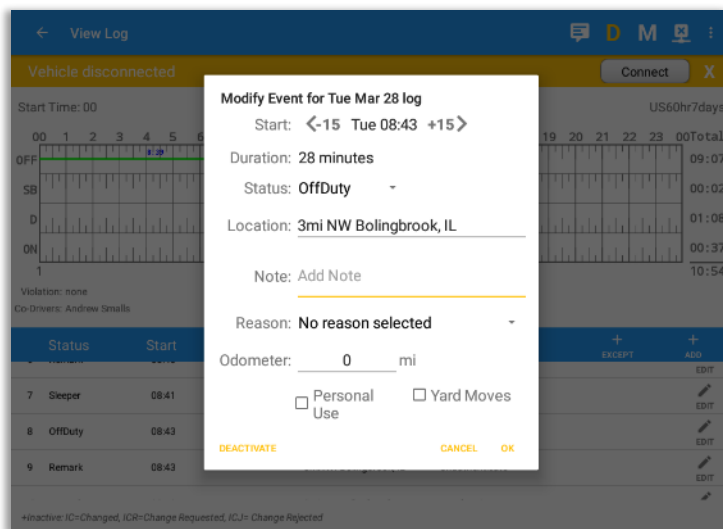 View Log
D M
Vehicle disconnected
Connect X
Start Time: 00
US60hr7days
Modify Event for Tue Mar 28 log
Start: -15 Tue 08:43 +15
Duration: 28 minutes
Status: OffDuty
Location: 3mi NW Bolingbrook, IL
Note: Add Note
Reason: No reason selected
Odometer: 0 mi
Personal Use
Yard Moves
DEACTIVATE
CANCEL OK
00 1 2 3 4 5 6
19 20 21 22 23 00Total
OFF 8:29 09:07
SB 00:02
D 01:08
ON 00:37
1 10:54
Violation: none
Co-Drivers: Andrew Smalls
Status Start
+ EXCEPT
+ ADD
EDIT
7 Sleeper 08:41 EDIT
8 OffDuty 08:43 EDIT
9 Remark 08:43 EDIT
+Inactive: IC=Changed, ICR=Change Requested, ICJ= Change Rejected